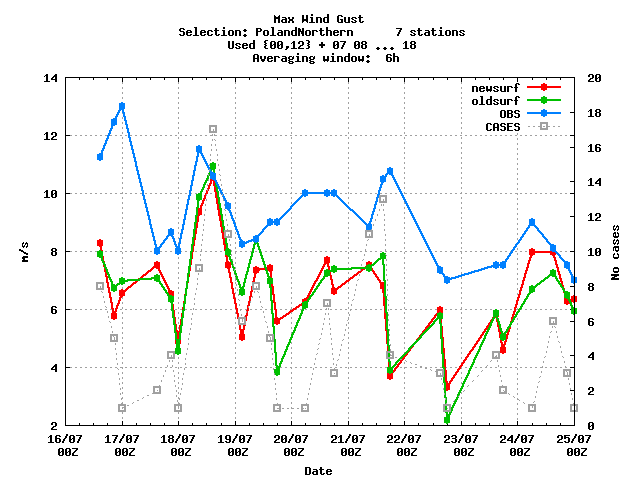 Max Wind Gust
Selection: PolandNorthern      7 stations
Used {00,12} + 07 08 ... 18
Averaging window:  6h
newsurf
oldsurf
OBS
CASES
14
12
10
8
6
4
2
m/s
20
18
16
14
12
10
8
6
4
2
0
No cases
16/07 17/07 18/07 19/07 20/07 21/07 22/07 23/07 24/07 25/07
00Z 00Z 00Z 00Z 00Z 00Z 00Z 00Z 00Z 00Z
Date